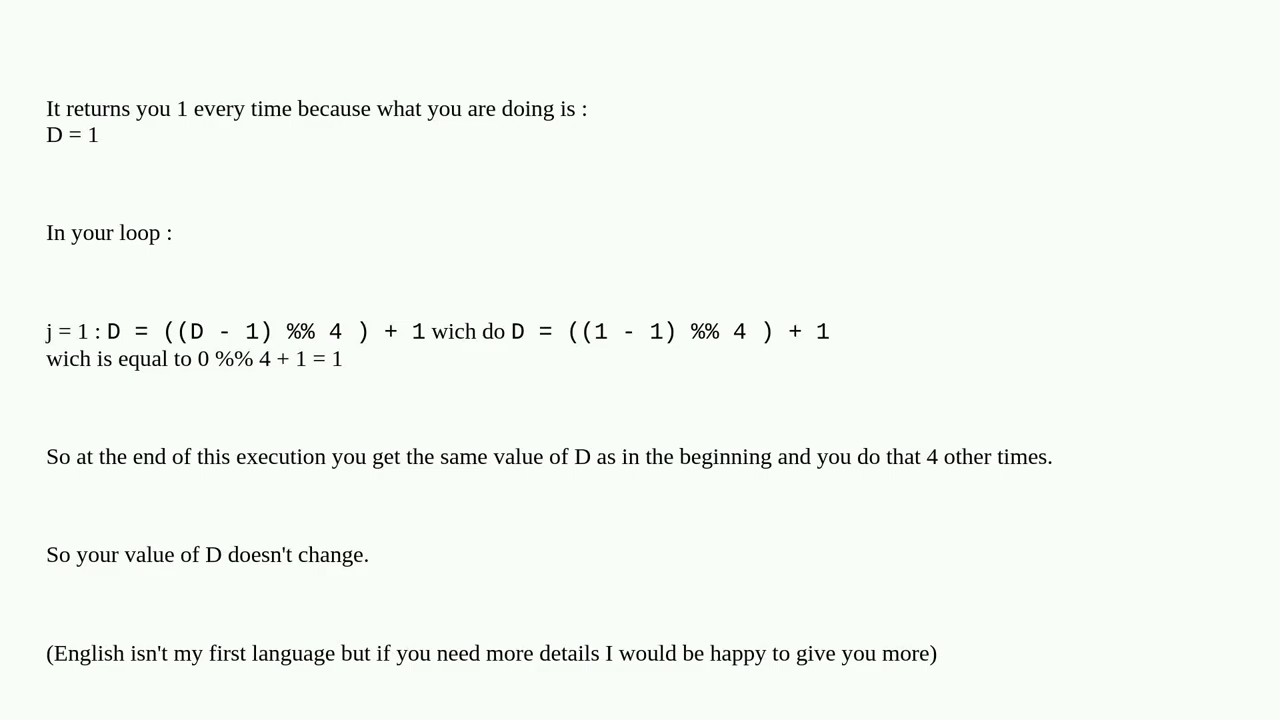 It returns you 1 every time because what you are doing is :
D = 1
In your loop :
j = 1 : D = ((D - 1) %% 4 ) + 1 wich do D = ((1 - 1) %% 4 ) + 1
wich is equal to 0 %% 4 + 1 = 1
So at the end of this execution you get the same value of D as in the beginning and you do that 4 other times.
So your value of D doesn't change.
(English isn't my first language but if you need more details I would be happy to give you more)